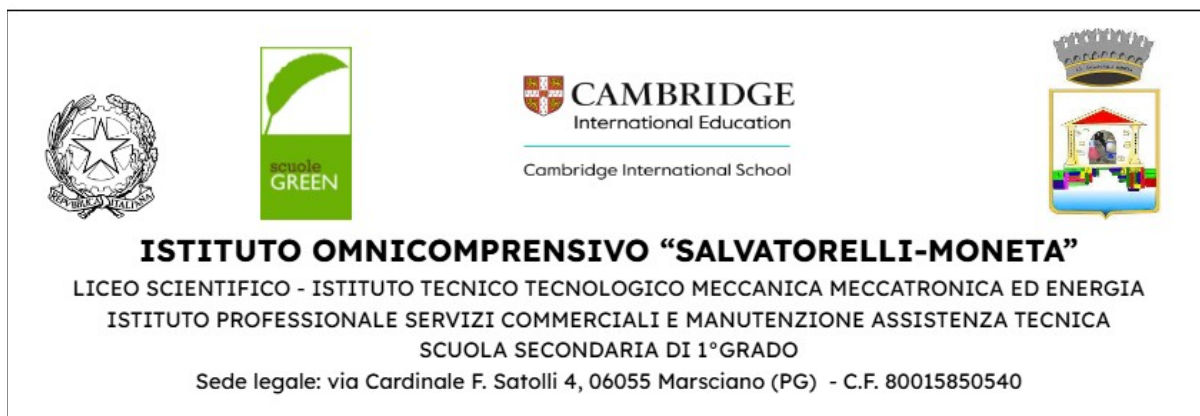 REPVBBLICA ITALIANA
scuole
GREEN
CAMBRIDGE
International Education
Cambridge International School
ISTITUTO OMNICOMPRENSIVO “SALVATORELLI-MONETA”
LICEO SCIENTIFICO - ISTITUTO TECNICO TECNOLOGICO MECCANICA MECCATRONICA ED ENERGIA
ISTITUTO PROFESSIONALE SERVIZI COMMERCIALI E MANUTENZIONE ASSISTENZA TECNICA
SCUOLA SECONDARIA DI 1°GRADO
Sede legale: via Cardinale F. Satolli 4, 06055 Marsciano (PG) - C.F. 80015850540